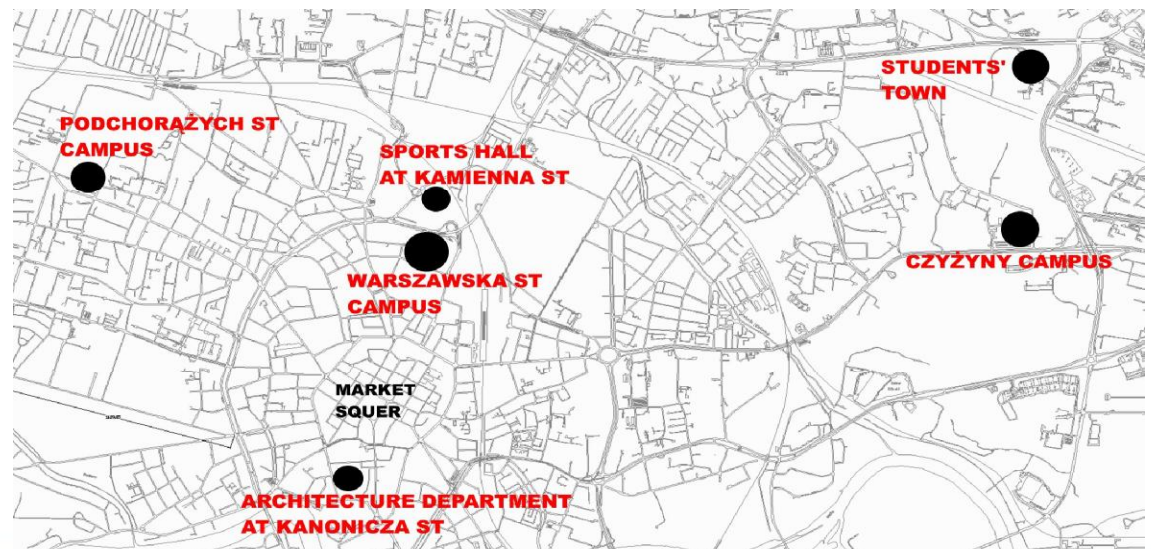 STUDENTS'
TOWN
PODCHORĄŻYCH ST
CAMPUS
SPORTS HALL
AT KAMIENNA ST
CZYŻYNY CAMPUS
WARSZAWSKA ST
CAMPUS
MARKET
SQUER
ARCHITECTURE DEPARTMENT
AT KANONICZA ST